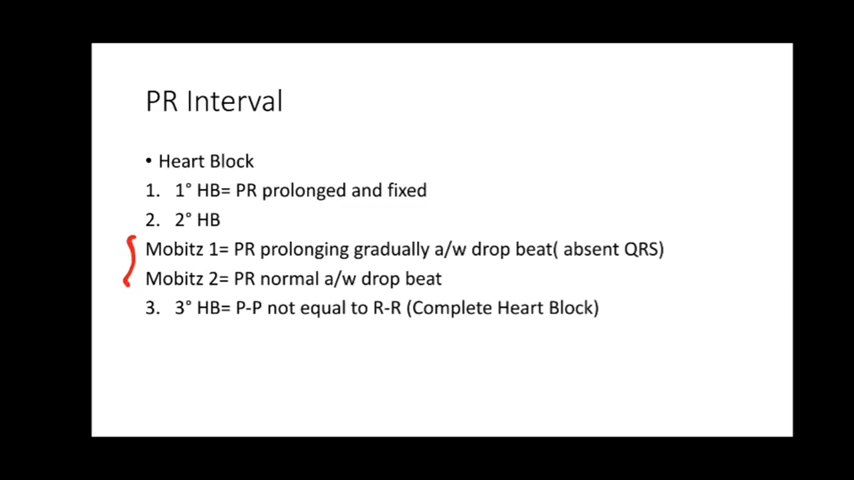 PR Interval
• Heart Block
1. 1° HB= PR prolonged and fixed
2. 2° HB
Mobitz 1= PR prolonging gradually a/w drop beat( absent QRS)
Mobitz 2= PR normal a/w drop beat
3. 3° HB= P-P not equal to R-R (Complete Heart Block)